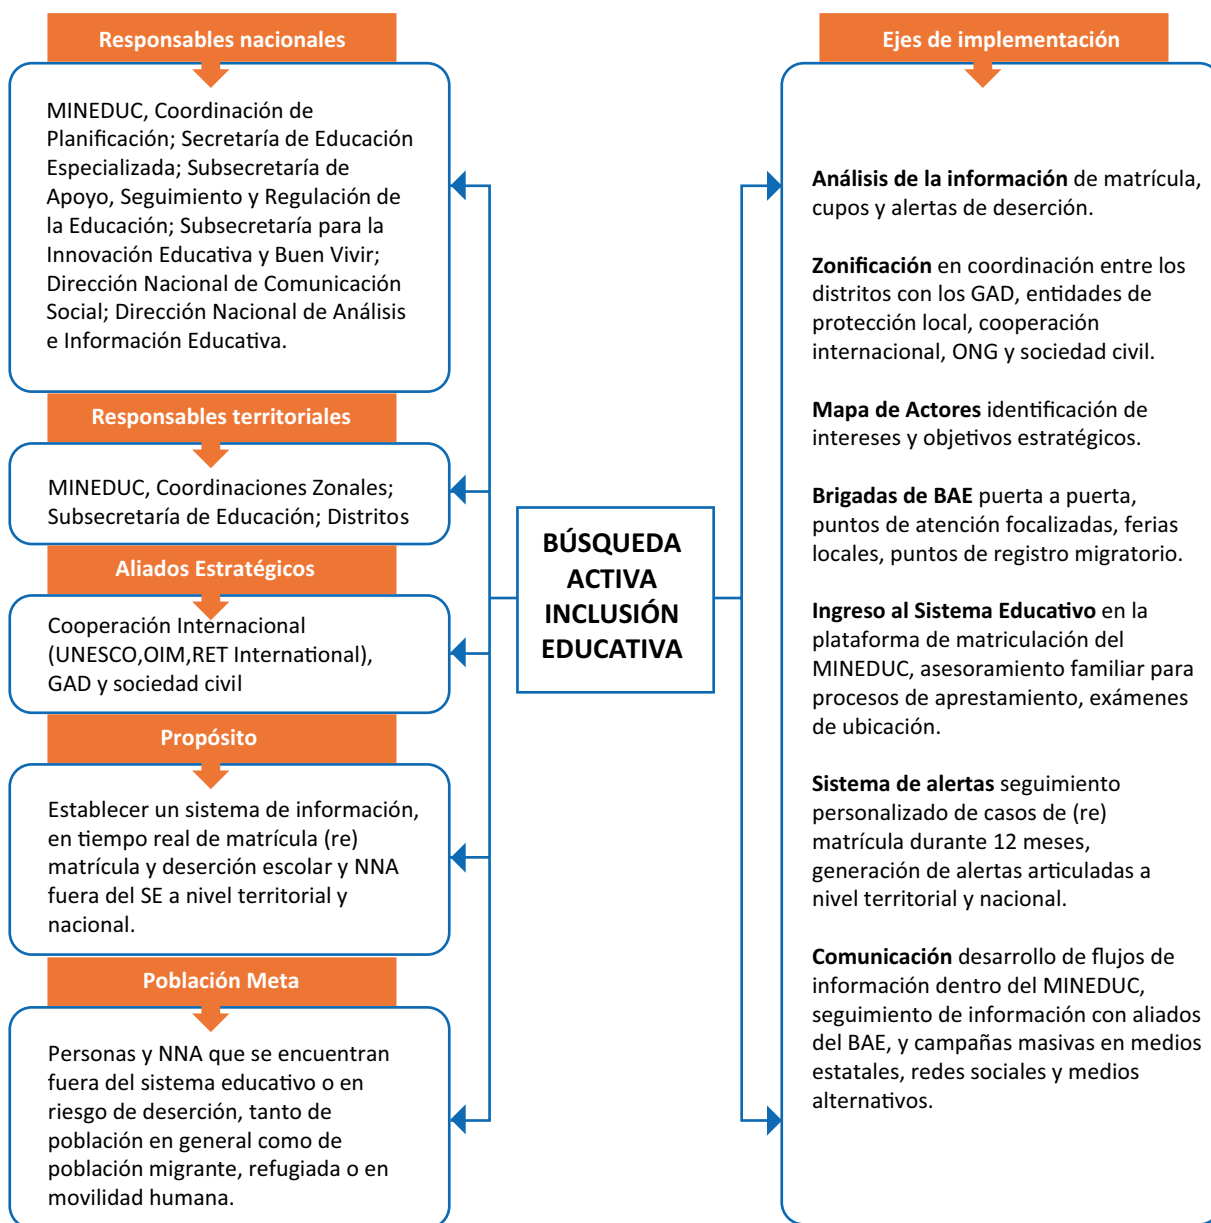 Responsables nacionales
MINEDUC, Coordinación de
Planificación; Secretaría de Educación
Especializada; Subsecretaría de
Apoyo, Seguimiento y Regulación de
la Educación; Subsecretaría para la
Innovación Educativa y Buen Vivir;
Dirección Nacional de Comunicación
Social; Dirección Nacional de Análisis
e Información Educativa.
Responsables territoriales
MINEDUC, Coordinaciones Zonales;
Subsecretaría de Educación; Distritos
Aliados Estratégicos
Cooperación Internacional
(UNESCO,OIM,RET International),
GAD y sociedad civil
Propósito
Establecer un sistema de información,
en tiempo real de matrícula (re)
matrícula y deserción escolar y NNA
fuera del SE a nivel territorial y
nacional.
Población Meta
Personas y NNA que se encuentran
fuera del sistema educativo o en
riesgo de deserción, tanto de
población en general como de
población migrante, refugiada o en
movilidad humana.
BÚSQUEDA
ACTIVA
INCLUSIÓN
EDUCATIVA
Ejes de implementación
Análisis de la información de matrícula,
cupos y alertas de deserción.
Zonificación en coordinación entre los
distritos con los GAD, entidades de
protección local, cooperación
internacional, ONG y sociedad civil.
Mapa de Actores identificación de
intereses y objetivos estratégicos.
Brigadas de BAE puerta a puerta,
puntos de atención focalizadas, ferias
locales, puntos de registro migratorio.
Ingreso al Sistema Educativo en la
plataforma de matriculación del
MINEDUC, asesoramiento familiar para
procesos de aprestamiento, exámenes
de ubicación.
Sistema de alertas seguimiento
personalizado de casos de (re)
matrícula durante 12 meses,
generación de alertas articuladas a
nivel territorial y nacional.
Comunicación desarrollo de flujos de
información dentro del MINEDUC,
seguimiento de información con aliados
del BAE, y campañas masivas en medios
estatales, redes sociales y medios
alternativos.